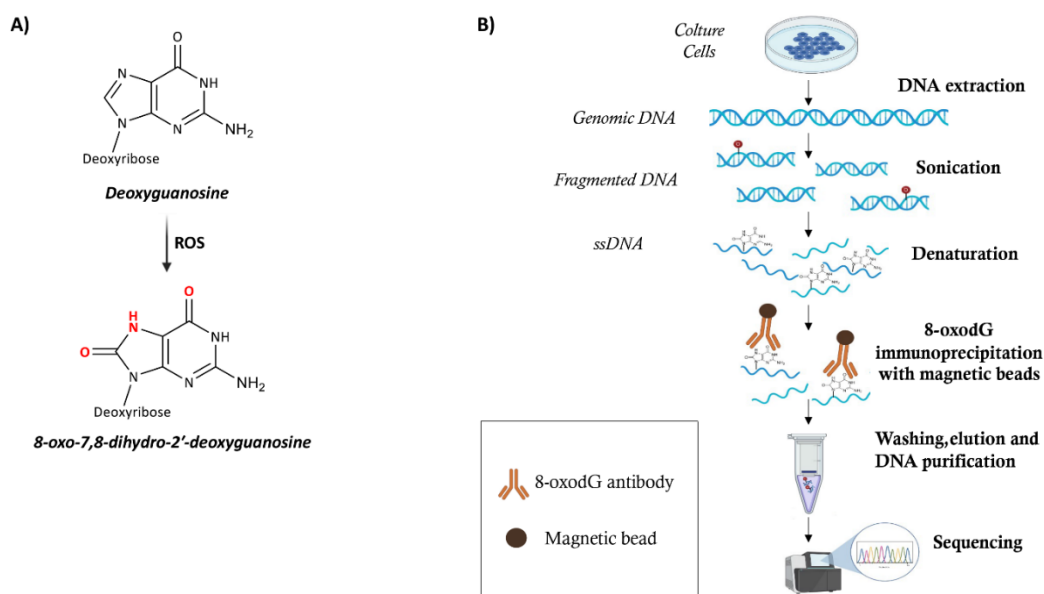 A)
O
N
NH
N
N
NH2
Deoxyribose
Deoxyguanosine
ROS
O
H
N
O
NH
N
N
NH2
Deoxyribose
8-oxo-7,8-dihydro-2'-deoxyguanosine
B)
Colture
Cells
DNA extraction
Genomic DNA
Sonication
Fragmented DNA
ssDNA
Denaturation
8-oxodG
immunoprecipitation
with magnetic beads
Washing,elution and
DNA purification
8-oxodG antibody
Magnetic bead
Sequencing